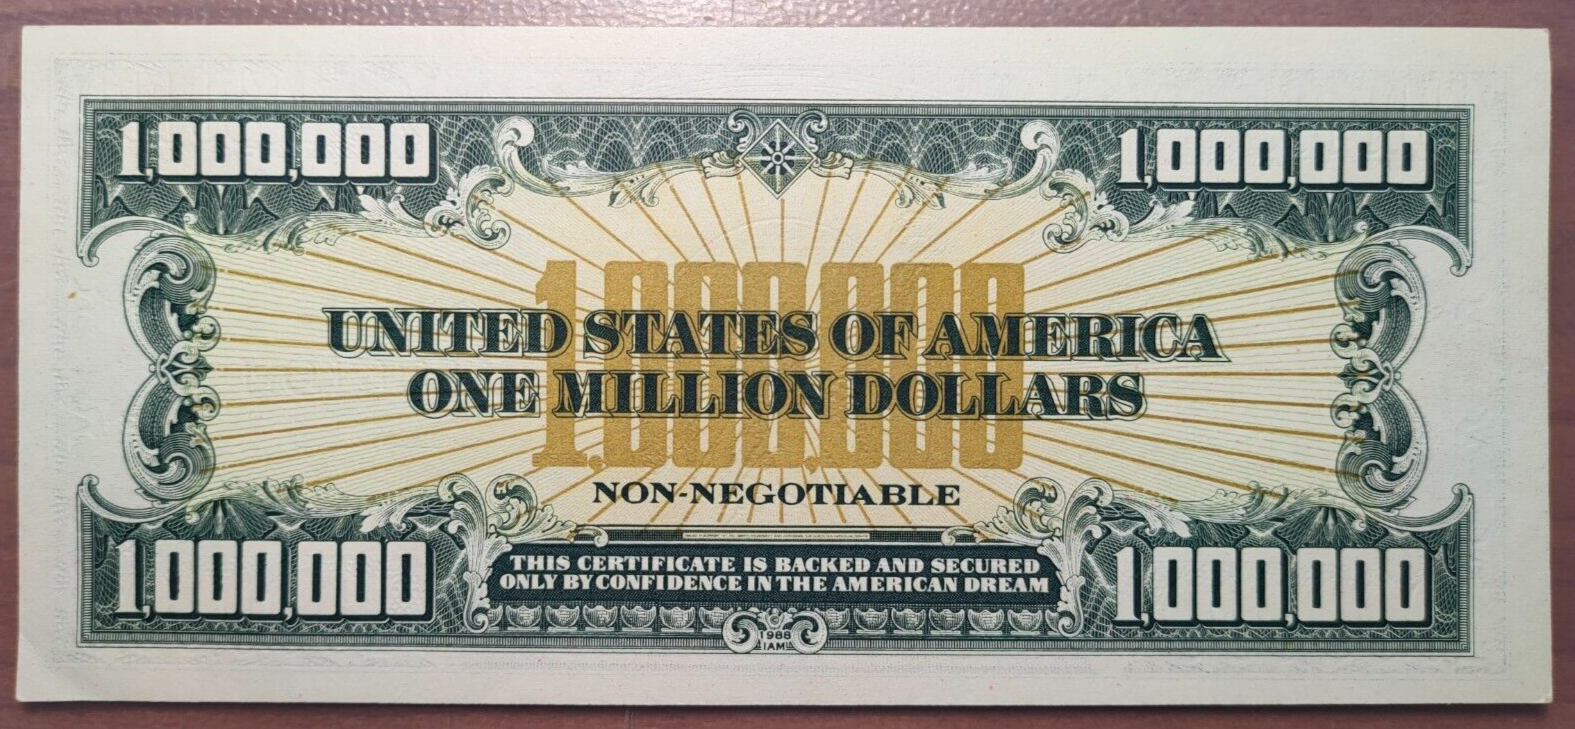 1,000,000 1,000,000
1,000,000
UNITED STATES OF AMERICA
ONE MILLION DOLLARS
NON-NEGOTIABLE
THIS CERTIFICATE IS BACKED AND SECURED
ONLY BY CONFIDENCE IN THE AMERICAN DREAM
1,000,000 1,000,000
© 1988
IAM